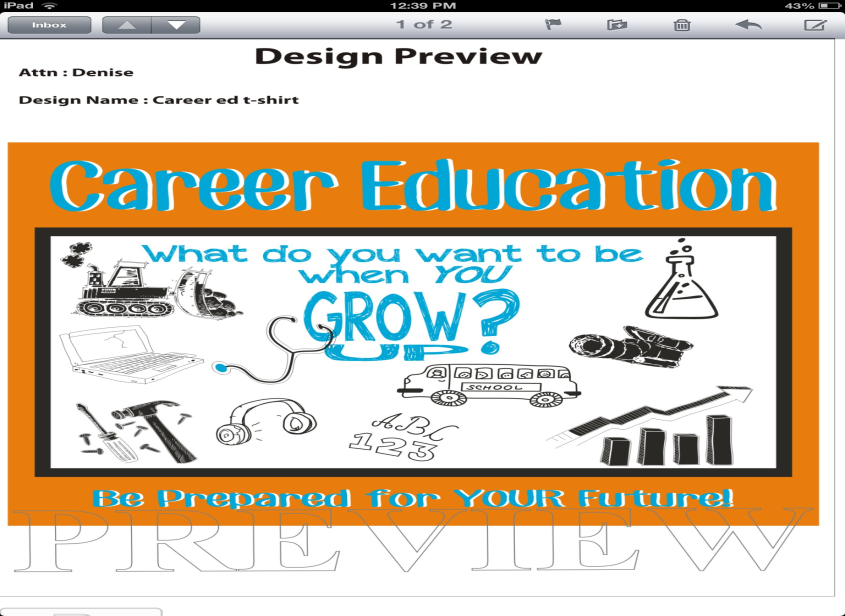 iPad 12:39 PM 43%
Inbox 1 of 2
Design Preview
Attn : Denise
Design Name : Career ed t-shirt
Career Education
What do you want to be
when YOU
GROW?
UP
SCHOOL
ABC
123
Be Prepared for YOUR Future!
PREVIEW